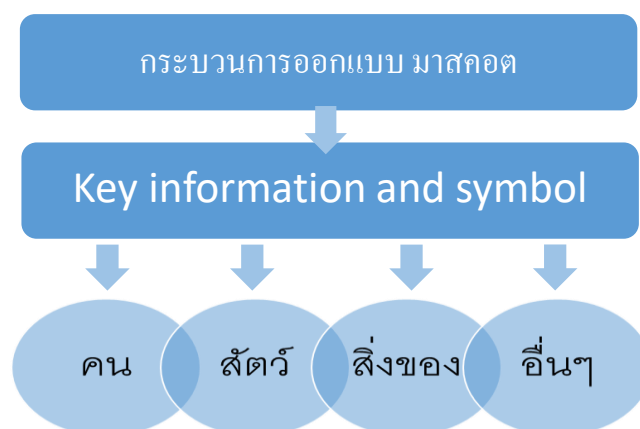 กระบวนการออกแบบ มาสคอต
Key information and symbol
คน สัตว์ สิ่งของ อื่นๆ